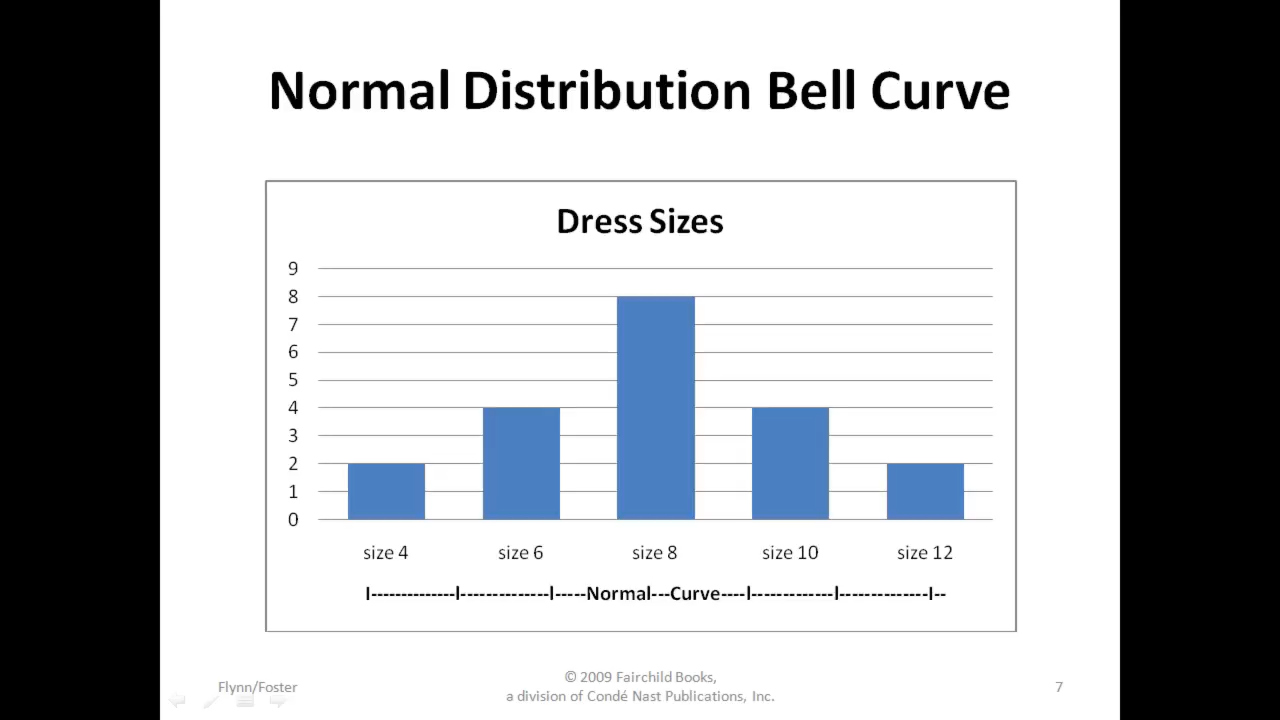 Normal Distribution Bell Curve
Dress Sizes
9
8
7
6
5
4
3
2
1
0
size 4 size 6 size 8 size 10 size 12
I--------------l---------------l-----Normal---Curve----l-------------l--------------I--
Flynn/Foster
© 2009 Fairchild Books,
a division of Condé Nast Publications, Inc.
7